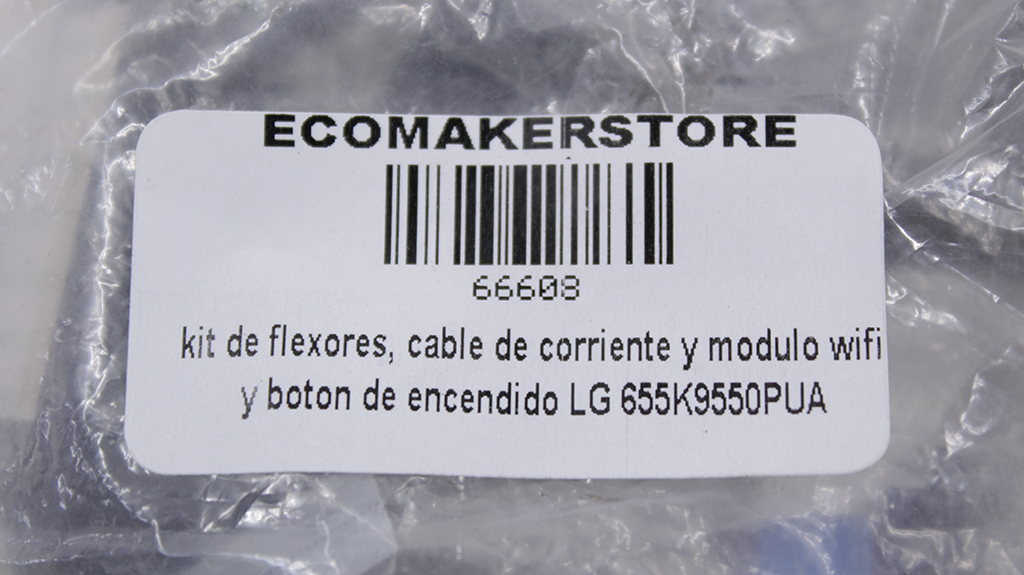 ECOMAKERSTORE
66608
kit de flexores, cable de corriente y modulo wifi
y boton de encendido LG 655K9550PUA